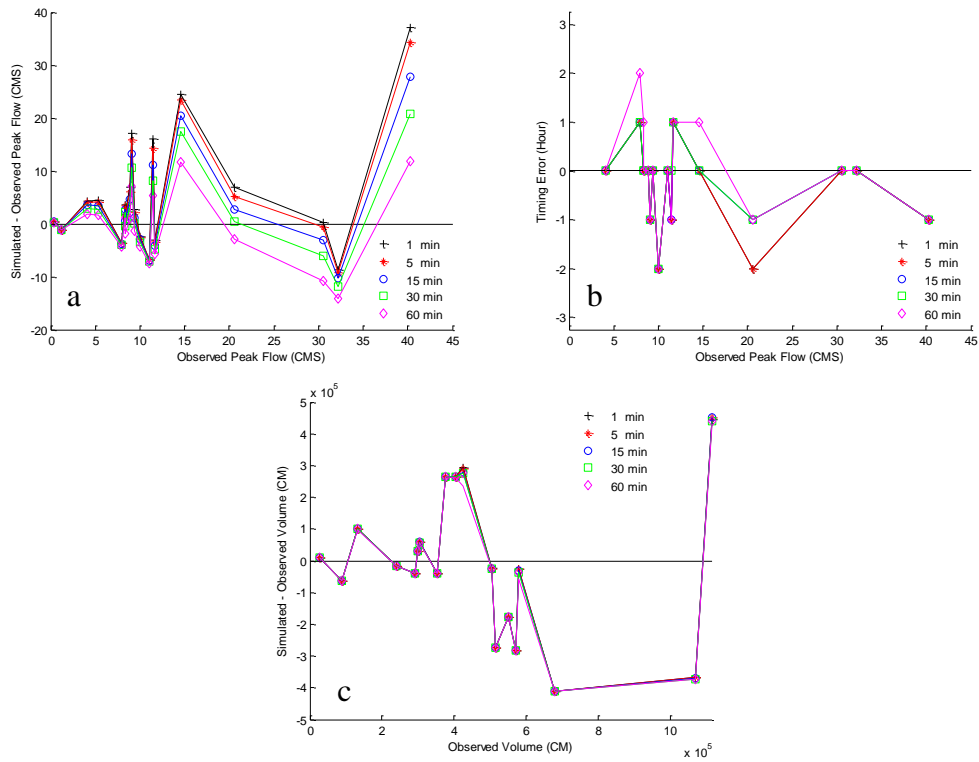 40
30
20
10
0
-10
-20
Simulated - Observed Peak Flow (CMS)
a
1 min
5 min
15 min
30 min
60 min
0 5 10 15 20 25 30 35 40 45
Observed Peak Flow (CMS)
3
2
1
0
-1
-2
-3
Timing Error (Hour)
b
1 min
5 min
15 min
30 min
60 min
0 5 10 15 20 25 30 35 40 45
Observed Peak Flow (CMS)
x 10^5
5
4
3
2
1
0
-1
-2
-3
-4
-5
Simulated - Observed Volume (CM)
c
1 min
5 min
15 min
30 min
60 min
0 2 4 6 8 10
Observed Volume (CM)
x 10^5